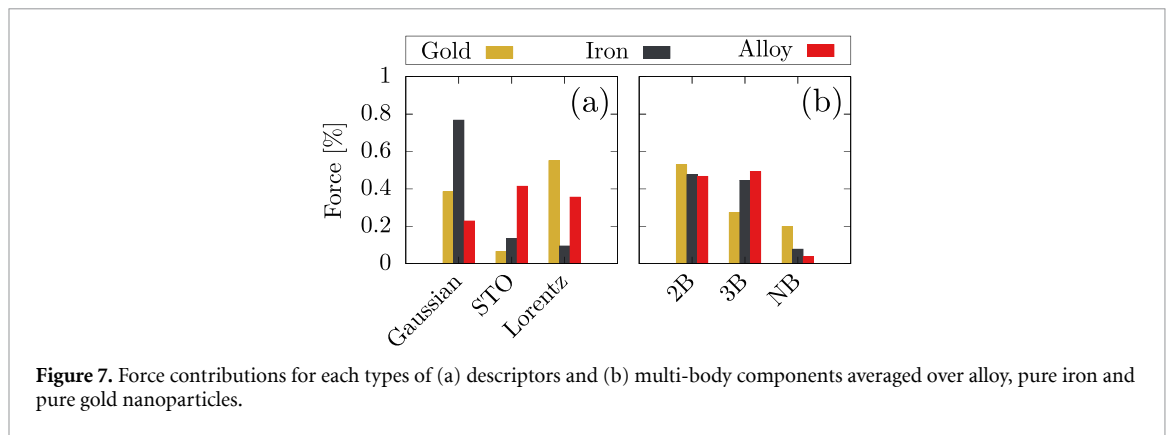 Gold Iron Alloy
(a) (b)
Force [%]
1
0.8
0.6
0.4
0.2
0
Gaussian STO Lorentz 2B 3B NB
Figure 7. Force contributions for each types of (a) descriptors and (b) multi-body components averaged over alloy, pure iron and
pure gold nanoparticles.